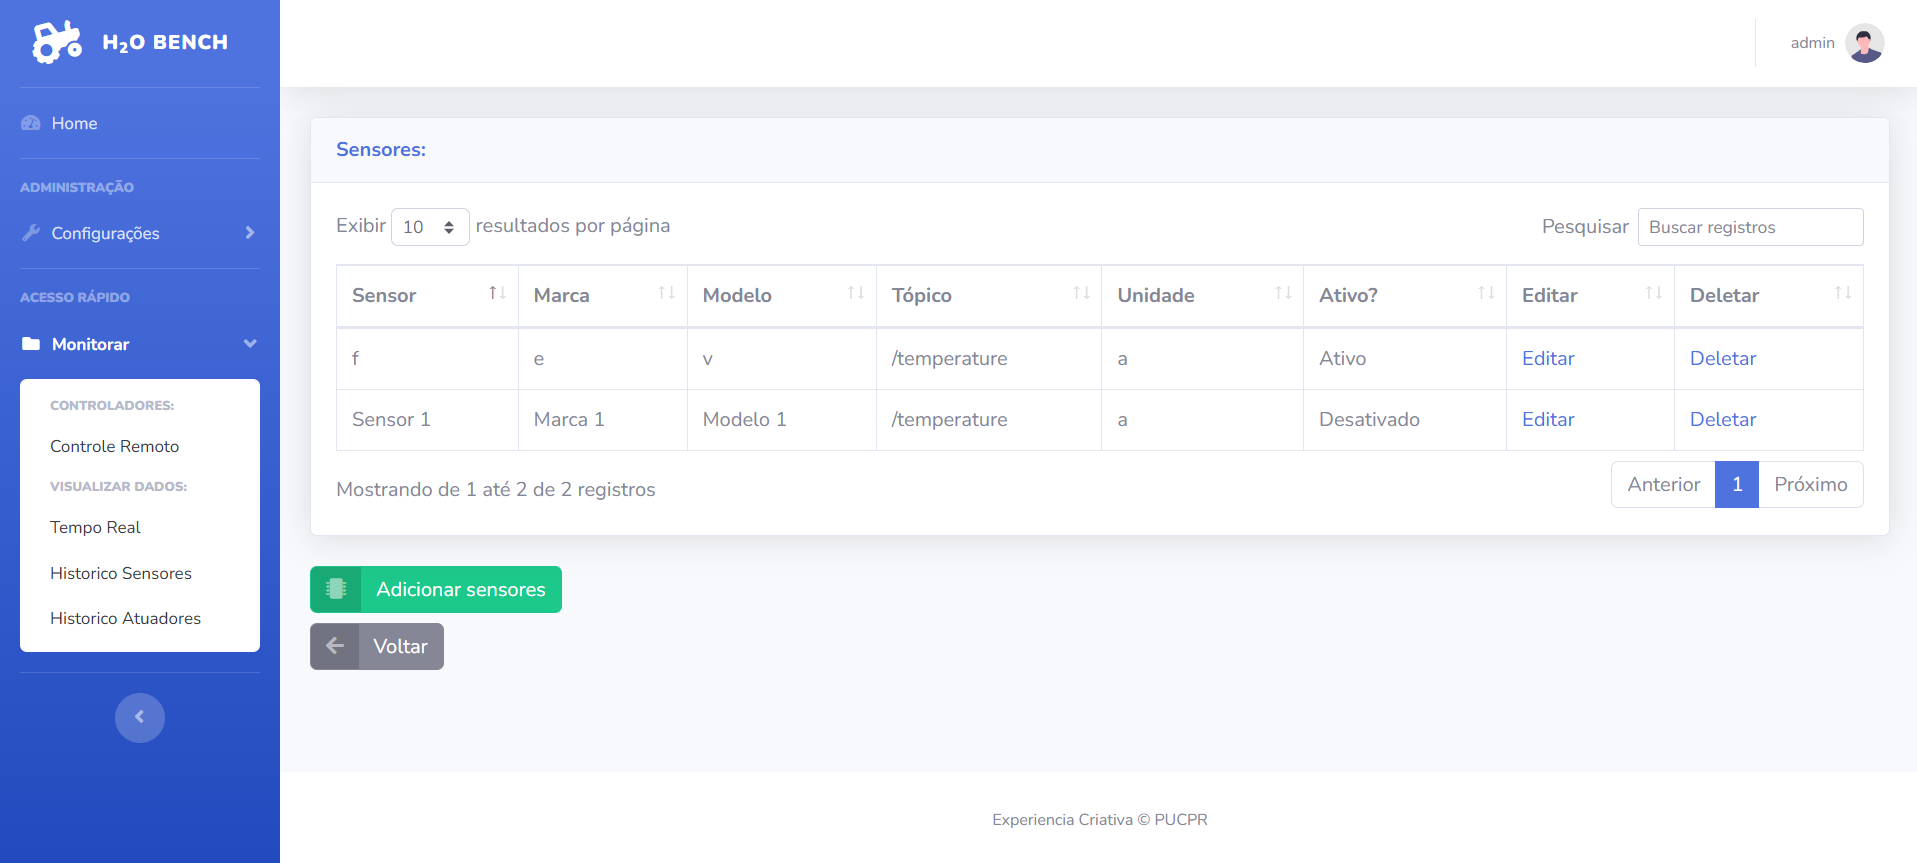 H₂O BENCH
admin
Home
ADMINISTRAÇÃO
Configurações
ACESSO RÁPIDO
Monitorar
CONTROLADORES:
Controle Remoto
VISUALIZAR DADOS:
Tempo Real
Historico Sensores
Historico Atuadores
Sensores:
Exibir 10 resultados por página
Pesquisar Buscar registros
Sensor Marca Modelo Tópico Unidade Ativo? Editar Deletar
f e v /temperature a Ativo Editar Deletar
Sensor 1 Marca 1 Modelo 1 /temperature a Desativado Editar Deletar
Mostrando de 1 até 2 de 2 registros
Anterior 1 Próximo
Adicionar sensores
Voltar
Experiencia Criativa © PUCPR